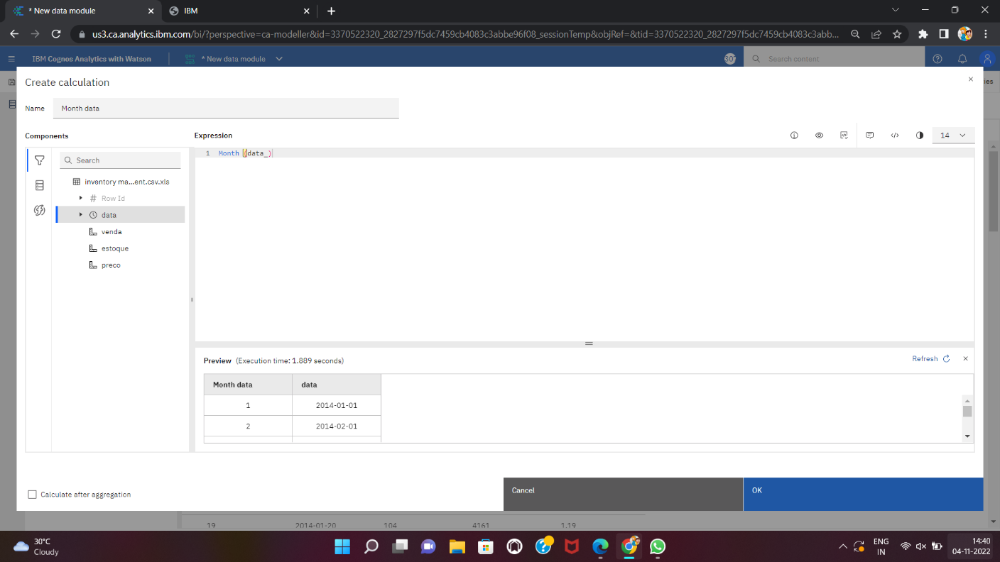 * New data module
IBM
us3.ca.analytics.ibm.com/bi/?perspective=ca-modeller&id=3370522320_2827297f5dc7459cb4083c3abbe96f08_sessionTemp&objRef=&tid=3370522320_2827297f5dc7459cb4083c3abb...
IBM Cognos Analytics with Watson
* New data module
30?
Search content
ies
Create calculation
Name
Month data
Components
Expression
14
Search
1 Month (data_)
inventory ma...ent.csv.xls
# Row Id
data
venda
estoque
preco
Preview (Execution time: 1.889 seconds)
Refresh
Month data data
1 2014-01-01
2 2014-02-01
Calculate after aggregation
Cancel
OK
19 2014-01-20 104 4161 1.19
30°C
Cloudy
ENG
IN
14:40
04-11-2022